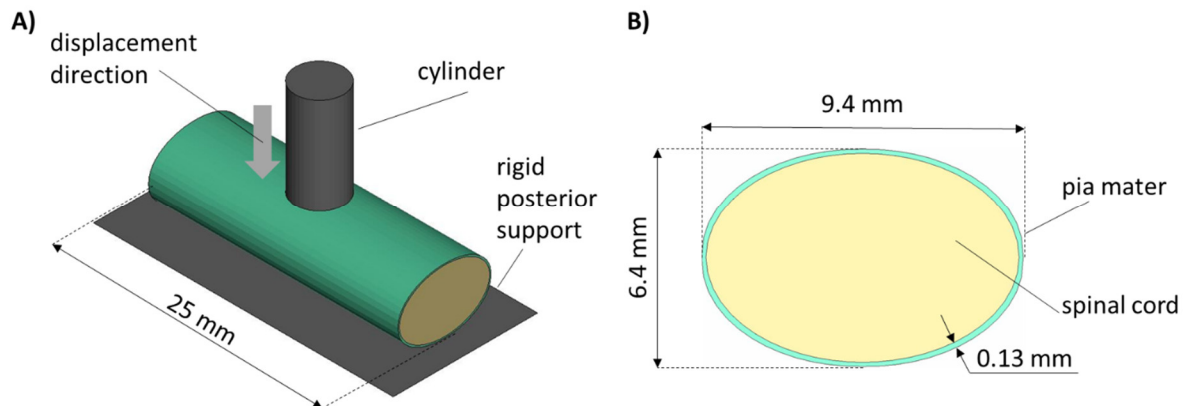 A)
displacement
direction
cylinder
rigid
posterior
support
25 mm
B)
9.4 mm
6.4 mm
pia mater
spinal cord
0.13 mm